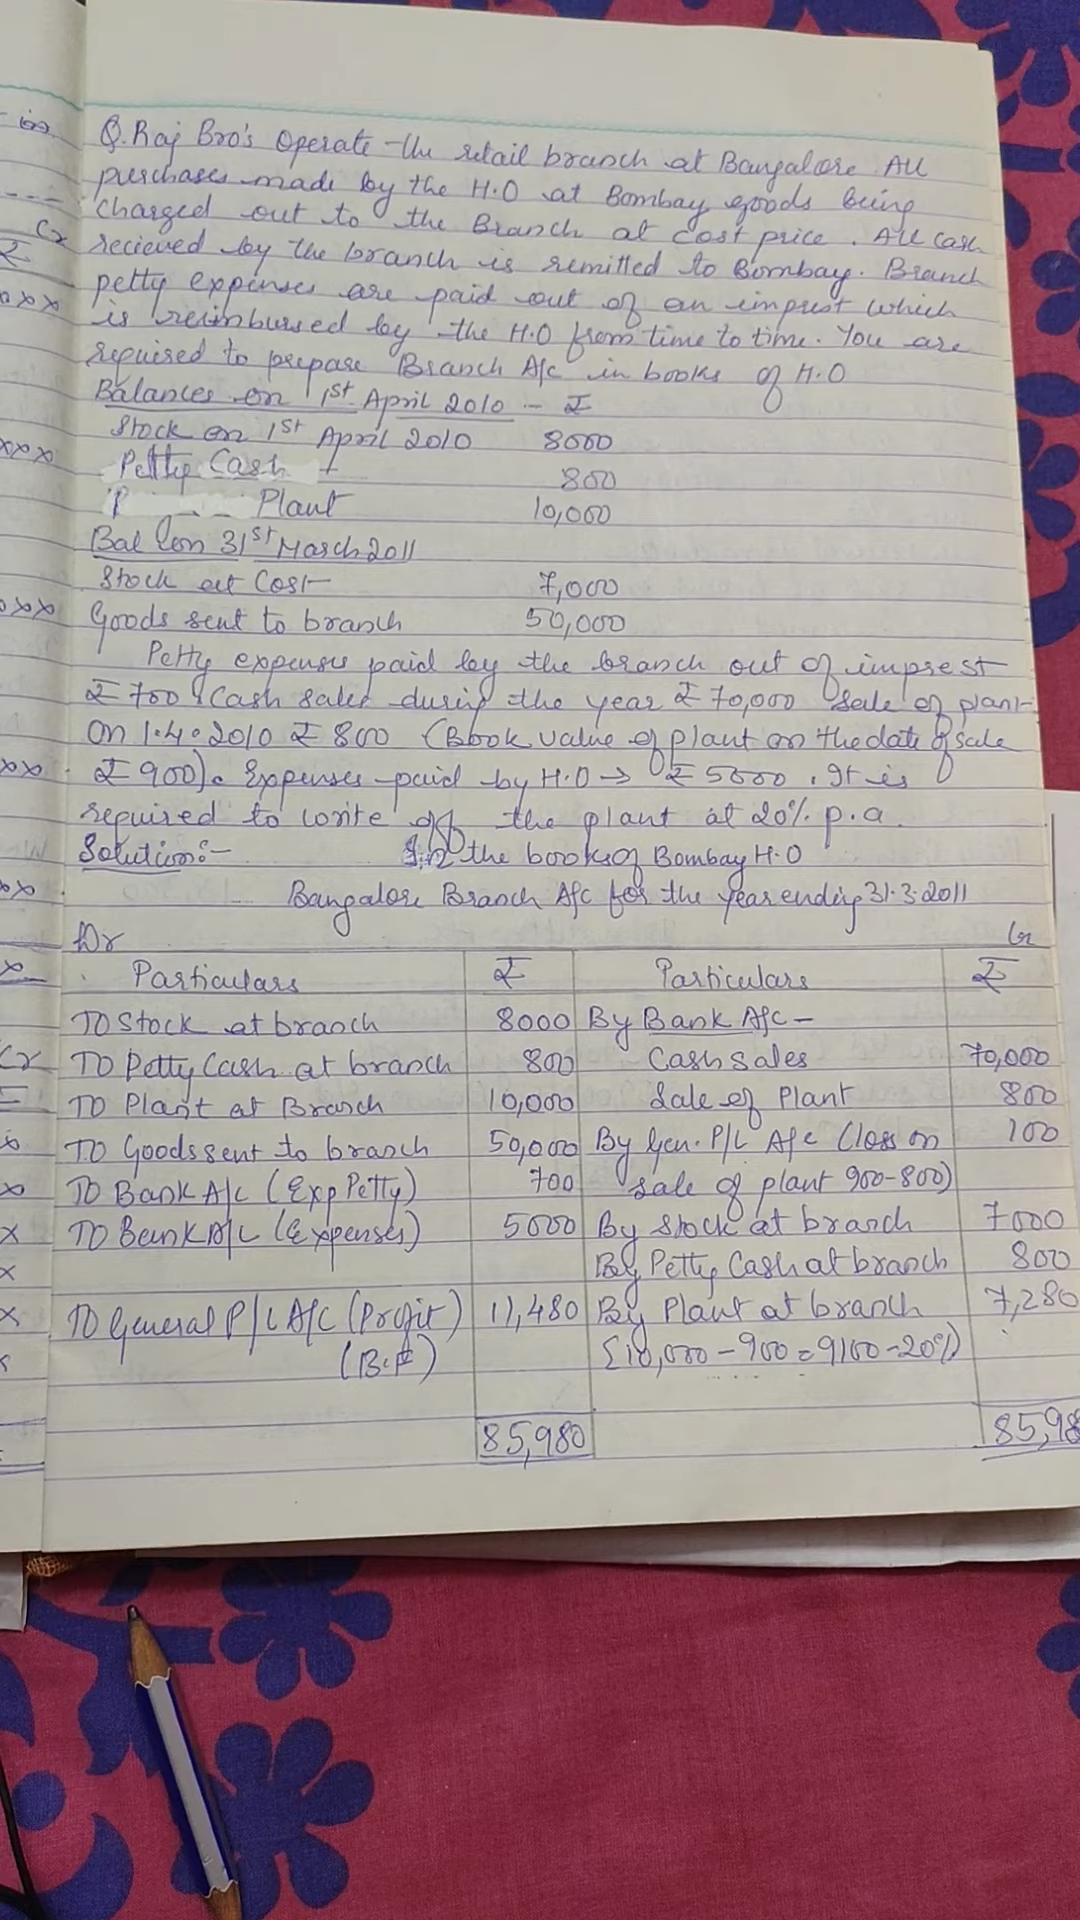 Q. Raj Bro's Operate the retail branch at Bangalore. All
purchases made by the H.O at Bombay goods being
charged out to the Branch at cost price. All cash
recieved by the branch is remitted to Bombay. Branch
petty expenses are paid out of an imprest which
is reimbursed by the H.O from time to time. You are
required to prepare Branch A/c in books of H.O
Balances on 1st April 2010 - ₹
Stock on 1st April 2010 8000
Petty Cash 800
Plant 10,000
Bal on 31st March 2011
Stock at Cost 7,000
Goods sent to branch 50,000
Petty expenses paid by the branch out of imprest
₹ 700 Cash sales during the year ₹ 70,000 Sale of plant
on 1.4.2010 ₹ 800 (Book value of plant on the date of sale
₹ 900). Expenses paid by H.O → ₹ 5000. It is
required to write off the plant at 20% p.a.
Solution:- In the books of Bombay H.O
Bangalore Branch A/c for the year ending 31.3.2011
Dr Cr
Particulars ₹ Particulars ₹
TO Stock at branch 8000 By Bank A/c -
TO Petty Cash at branch 800 Cash sales 70,000
TO Plant at Branch 10,000 Sale of Plant 800
TO Goods sent to branch 50,000 By Gen. P/L A/c (loss on 100
TO Bank A/c (Exp Petty) 700 sale of plant 900-800)
TO Bank A/c (Expenses) 5000 By Stock at branch 7000
By Petty Cash at branch 800
TO General P/L A/c (Profit) 11,480 By Plant at branch 7,280
(B.F) {10,000-900=9100-20%)
85,980 85,98